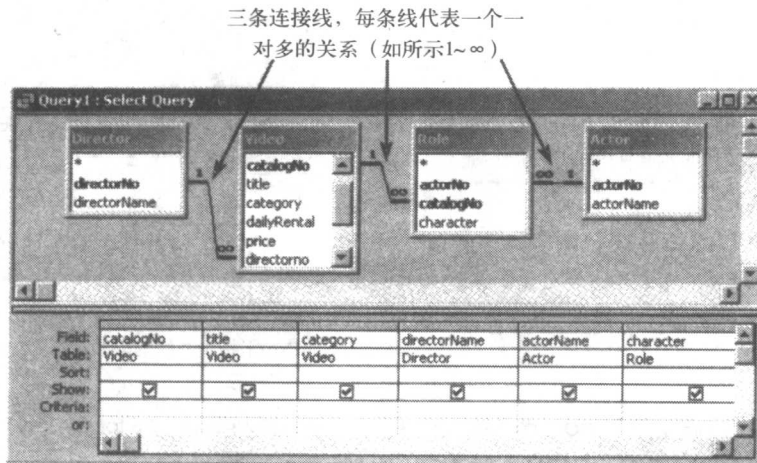 三条连接线，每条线代表一个一
对多的关系（如所示1~∞）
Query1 : Select Query
Director
Video
Role
Actor
*
directorNo
directorName
1
∞
catalogNo
title
category
dailyRental
price
directorno
1
∞
*
actorNo
catalogNo
character
∞
1
*
actorNo
actorName
Field: catalogNo title category directorName actorName character
Table: Video Video Video Director Actor Role
Sort:
Show:
Criteria:
or: